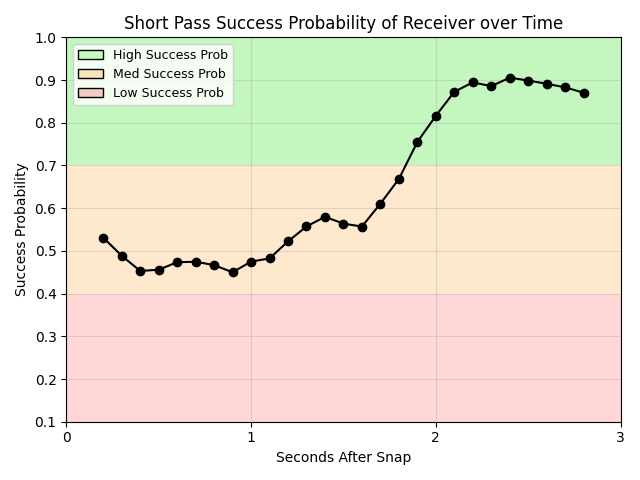 Short Pass Success Probability of Receiver over Time
High Success Prob
Med Success Prob
Low Success Prob
Success Probability
1.0
0.9
0.8
0.7
0.6
0.5
0.4
0.3
0.2
0.1
0 1 2 3
Seconds After Snap